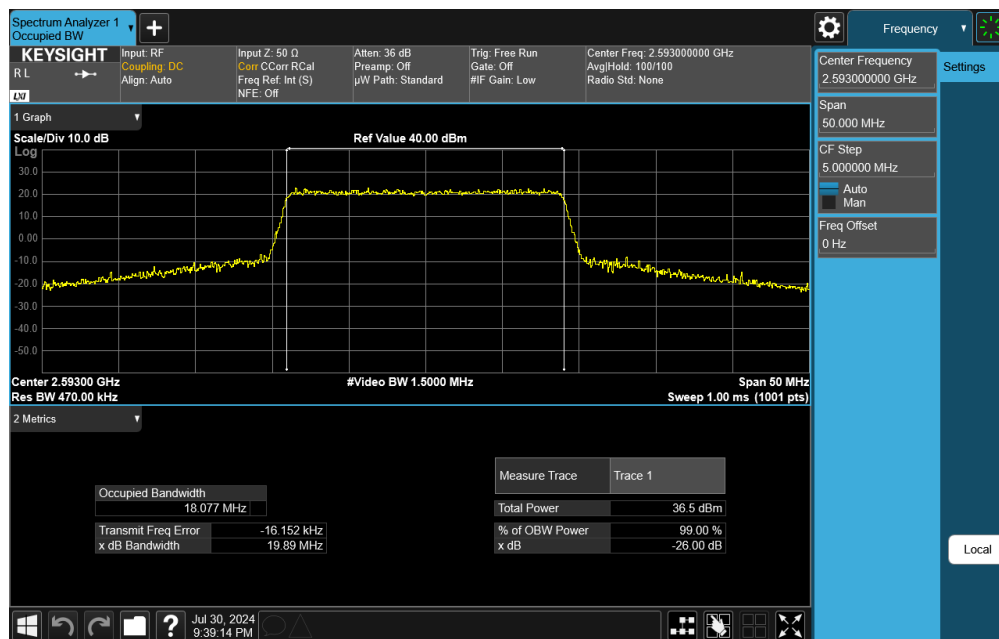 Spectrum Analyzer 1
Occupied BW
Frequency
KEYSIGHT
R L
LXI
Input: RF
Coupling: DC
Align: Auto
Input Z: 50 Ω
Corr CCorr RCal
Freq Ref: Int (S)
NFE: Off
Atten: 36 dB
Preamp: Off
µW Path: Standard
Trig: Free Run
Gate: Off
#IF Gain: Low
Center Freq: 2.593000000 GHz
Avg|Hold: 100/100
Radio Std: None
Center Frequency
2.593000000 GHz
Settings
Span
50.000 MHz
CF Step
5.000000 MHz
Auto
Man
Freq Offset
0 Hz
Local
1 Graph
Scale/Div 10.0 dB
Ref Value 40.00 dBm
Log
30.0
20.0
10.0
0.00
-10.0
-20.0
-30.0
-40.0
-50.0
Center 2.59300 GHz
#Video BW 1.5000 MHz
Span 50 MHz
Res BW 470.00 kHz
Sweep 1.00 ms (1001 pts)
2 Metrics
Occupied Bandwidth
18.077 MHz
Transmit Freq Error -16.152 kHz
x dB Bandwidth 19.89 MHz
Measure Trace Trace 1
Total Power 36.5 dBm
% of OBW Power 99.00 %
x dB -26.00 dB
?
Jul 30, 2024
9:39:14 PM